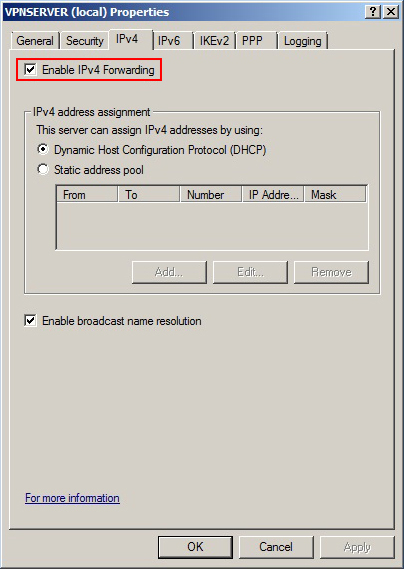 VPNSERVER (local) Properties
General Security IPv4 IPv6 IKEv2 PPP Logging
Enable IPv4 Forwarding
IPv4 address assignment
This server can assign IPv4 addresses by using:
Dynamic Host Configuration Protocol (DHCP)
Static address pool
From To Number IP Addre... Mask
Add... Edit... Remove
Enable broadcast name resolution
For more information
OK Cancel Apply